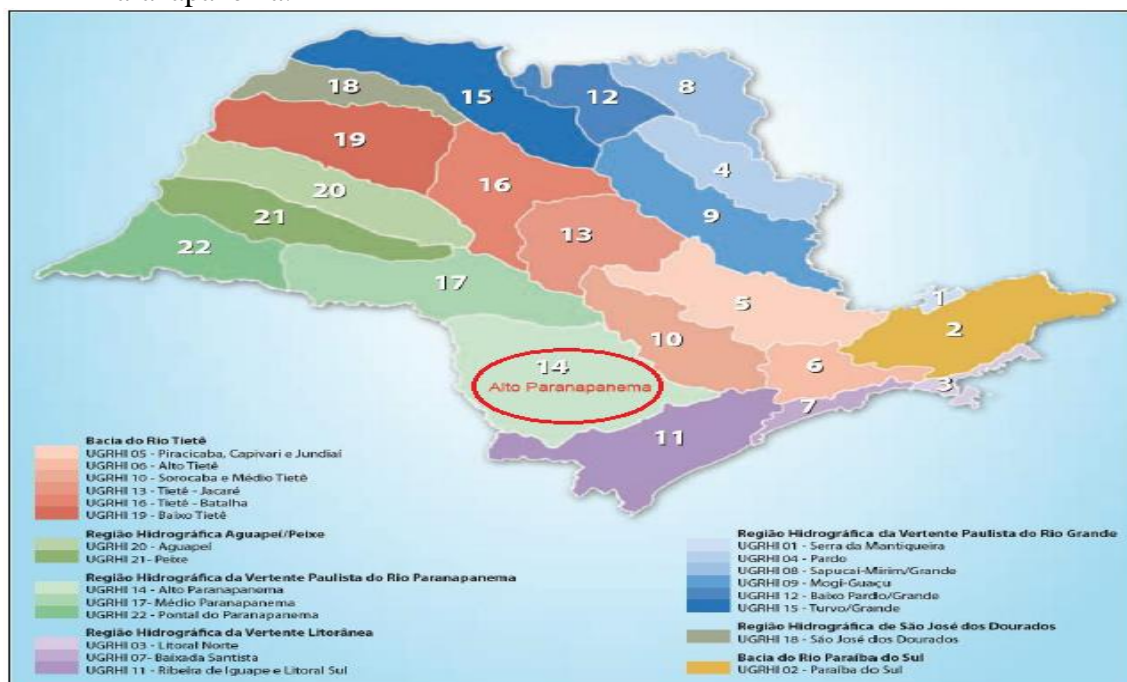 18
15
12
8
19
4
20
16
21
9
13
22
17
5
1
2
10
14
6
3
Alto Paranapanema
7
11
Bacia do Rio Tietê
UGRHI 05 - Piracicaba, Capivari e Jundiaí
UGRHI 06 - Alto Tietê
UGRHI 10 - Sorocaba e Médio Tietê
UGRHI 13 - Tietê - Jacaré
UGRHI 16 - Tietê - Batalha
UGRHI 19 - Baixo Tietê
Região Hidrográfica Aguapeí/Peixe
UGRHI 20 - Aguapeí
UGRHI 21- Peixe
Região Hidrográfica da Vertente Paulista do Rio Paranapanema
UGRHI 14 - Alto Paranapanema
UGRHI 17- Médio Paranapanema
UGRHI 22 - Pontal do Paranapanema
Região Hidrográfica da Vertente Litorânea
UGRHI 03 - Litoral Norte
UGRHI 07- Baixada Santista
UGRHI 11 - Ribeira de Iguape e Litoral Sul
Região Hidrográfica da Vertente Paulista do Rio Grande
UGRHI 01 - Serra da Mantiqueira
UGRHI 04 - Pardo
UGRHI 08 - Sapucaí-Mirim/Grande
UGRHI 09 - Mogi-Guaçu
UGRHI 12 - Baixo Pardo/Grande
UGRHI 15 - Turvo/Grande
Região Hidrográfica de São José dos Dourados
UGRHI 18 - São José dos Dourados
Bacia do Rio Paraíba do Sul
UGRHI 02 - Paraíba do Sul